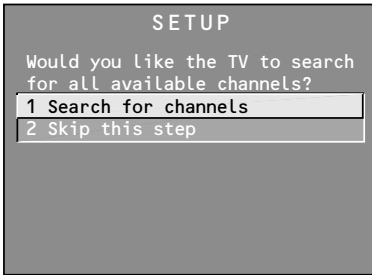 SETUP
Would you like the TV to search
for all available channels?
1 Search for channels
2 Skip this step